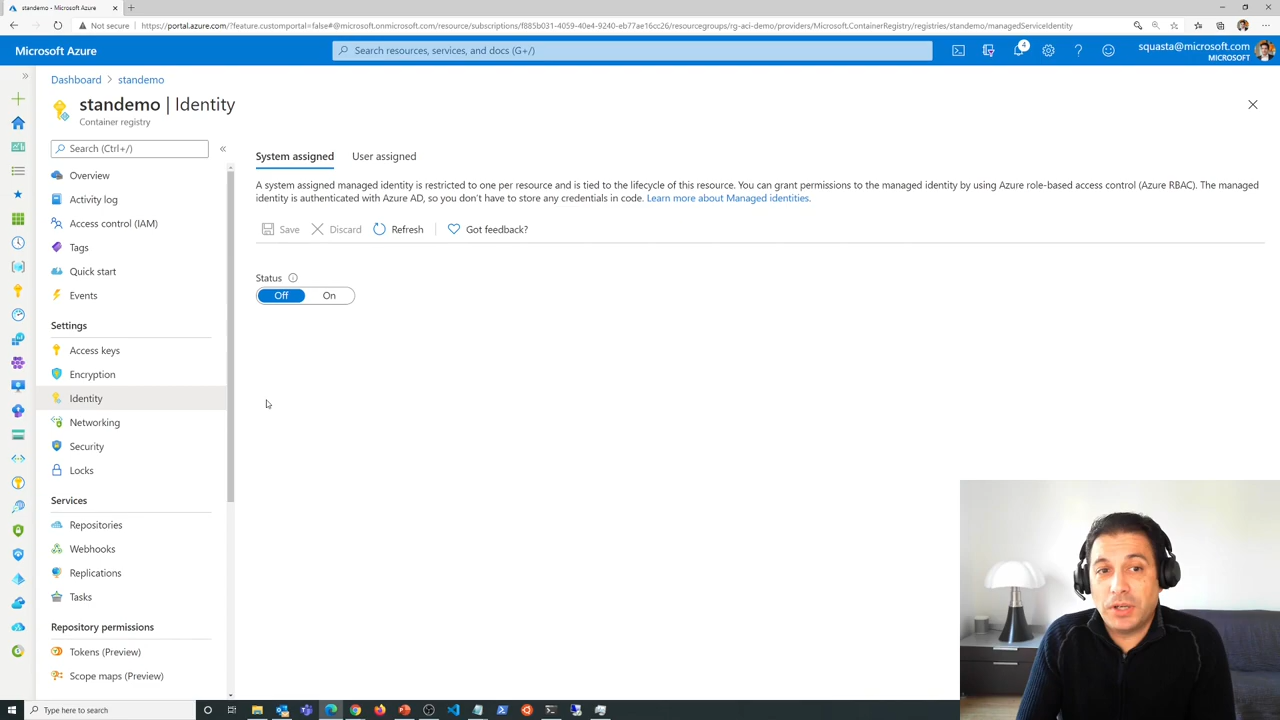 standemo - Microsoft Azure
Not secure
https://portal.azure.com/?feature.customportal=false#@microsoft.onmicrosoft.com/resource/subscriptions/f885b031-4059-40e4-9240-eb77ae16cc26/resourcegroups/rg-aci-demo/providers/Microsoft.ContainerRegistry/registries/standemo/managedServiceIdentity
Microsoft Azure
Search resources, services, and docs (G+/)
4
squasta@microsoft.com
MICROSOFT
Dashboard > standemo
standemo | Identity
Container registry
Search (Ctrl+/)
Overview
Activity log
Access control (IAM)
Tags
Quick start
Events
Settings
Access keys
Encryption
Identity
Networking
Security
Locks
Services
Repositories
Webhooks
Replications
Tasks
Repository permissions
Tokens (Preview)
Scope maps (Preview)
System assigned User assigned
A system assigned managed identity is restricted to one per resource and is tied to the lifecycle of this resource. You can grant permissions to the managed identity by using Azure role-based access control (Azure RBAC). The managed
identity is authenticated with Azure AD, so you don't have to store any credentials in code. Learn more about Managed identities.
Save Discard Refresh Got feedback?
Status
Off On
Type here to search